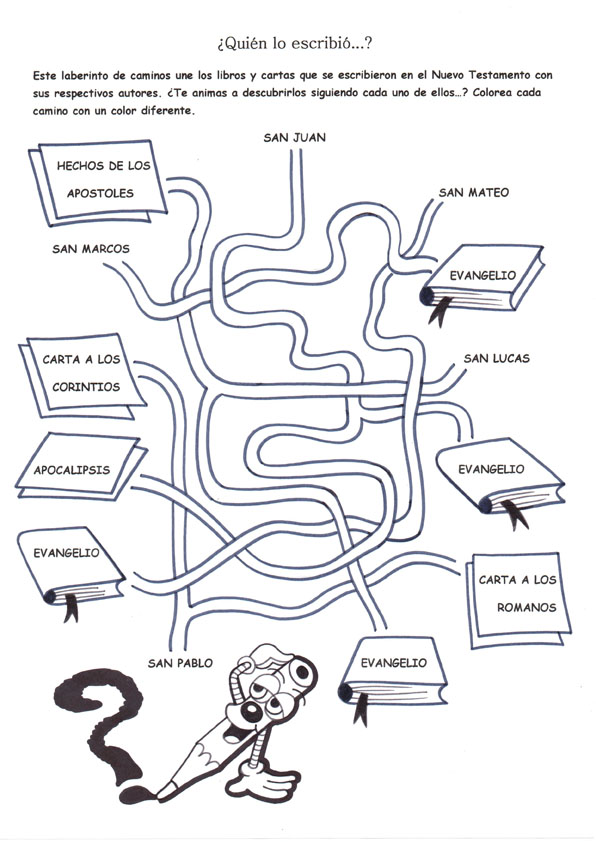 ¿Quién lo escribió...?
Este laberinto de caminos une los libros y cartas que se escribieron en el Nuevo Testamento con
sus respectivos autores. ¿Te animas a descubrirlos siguiendo cada uno de ellos...? Colorea cada
camino con un color diferente.
SAN JUAN
HECHOS DE LOS
APOSTOLES
SAN MATEO
SAN MARCOS
EVANGELIO
CARTA A LOS
CORINTIOS
SAN LUCAS
APOCALIPSIS
EVANGELIO
EVANGELIO
CARTA A LOS
ROMANOS
SAN PABLO
EVANGELIO